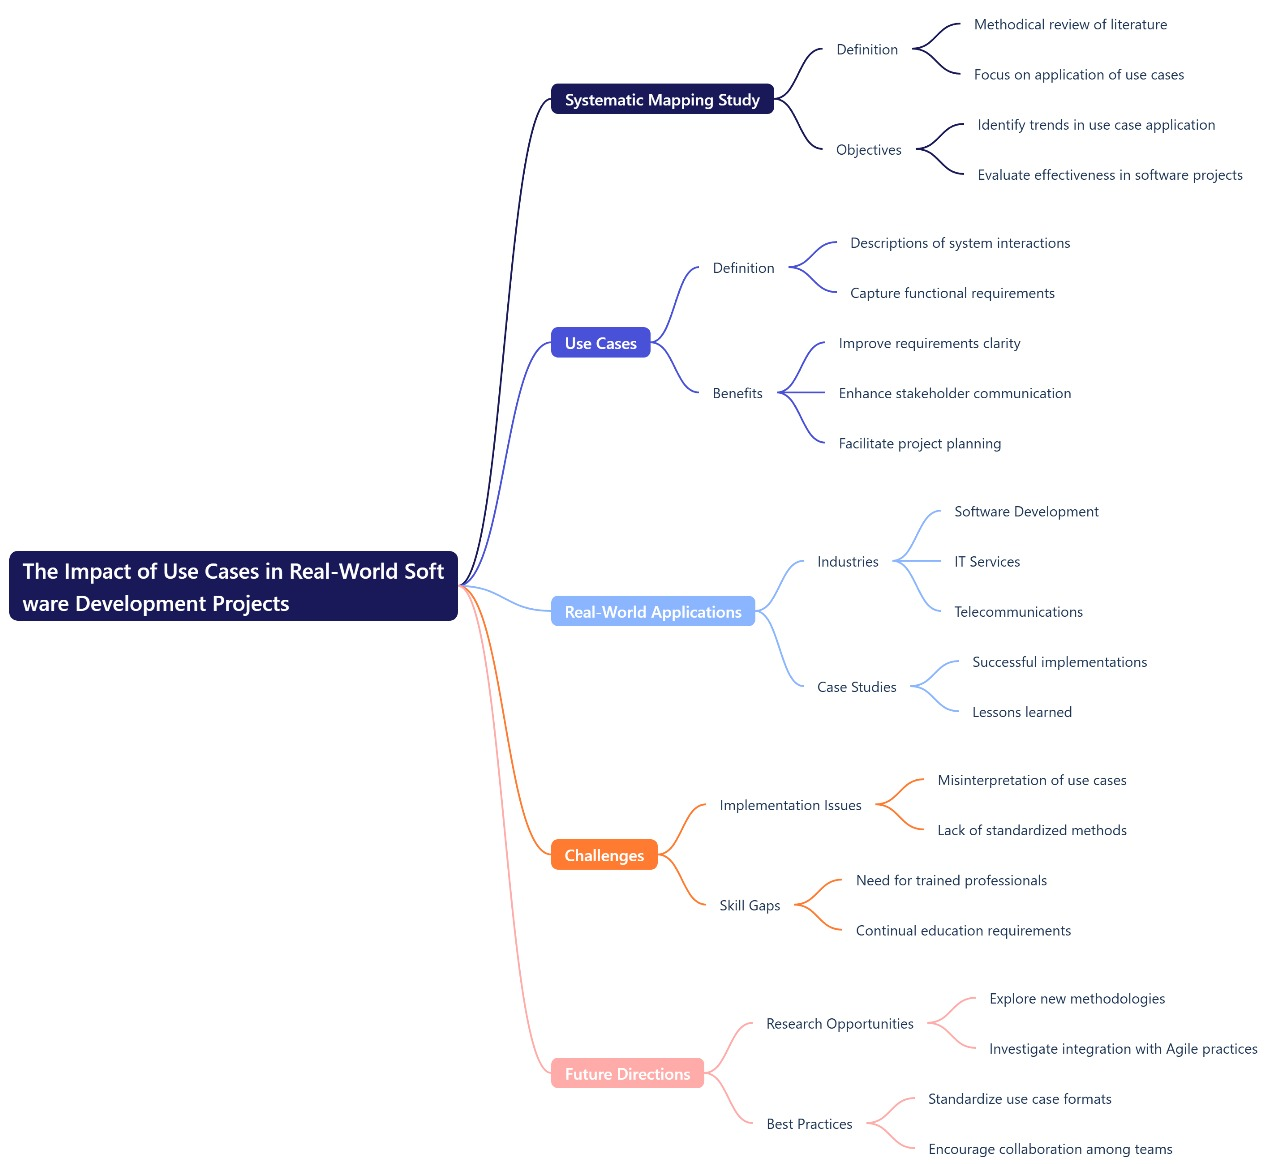 The Impact of Use Cases in Real-World Soft
ware Development Projects
Systematic Mapping Study
Definition
Methodical review of literature
Focus on application of use cases
Objectives
Identify trends in use case application
Evaluate effectiveness in software projects
Use Cases
Definition
Descriptions of system interactions
Capture functional requirements
Benefits
Improve requirements clarity
Enhance stakeholder communication
Facilitate project planning
Real-World Applications
Industries
Software Development
IT Services
Telecommunications
Case Studies
Successful implementations
Lessons learned
Challenges
Implementation Issues
Misinterpretation of use cases
Lack of standardized methods
Skill Gaps
Need for trained professionals
Continual education requirements
Future Directions
Research Opportunities
Explore new methodologies
Investigate integration with Agile practices
Best Practices
Standardize use case formats
Encourage collaboration among teams